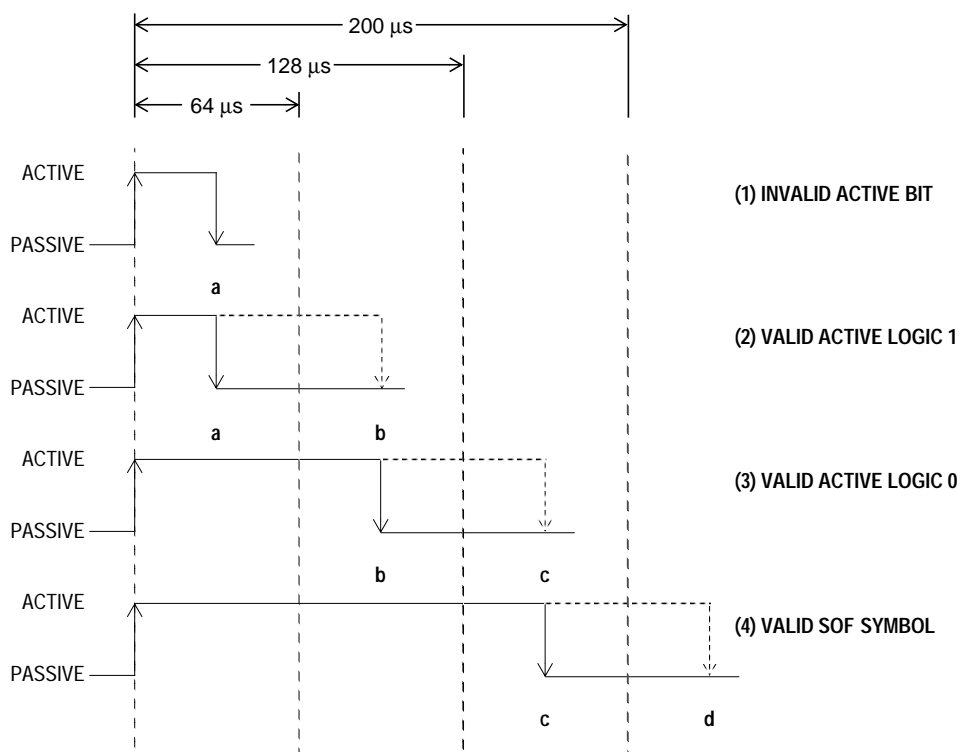 200 μs
128 μs
64 μs
ACTIVE
(1) INVALID ACTIVE BIT
PASSIVE
a
ACTIVE
(2) VALID ACTIVE LOGIC 1
PASSIVE
a b
ACTIVE
(3) VALID ACTIVE LOGIC 0
PASSIVE
b c
ACTIVE
(4) VALID SOF SYMBOL
PASSIVE
c d